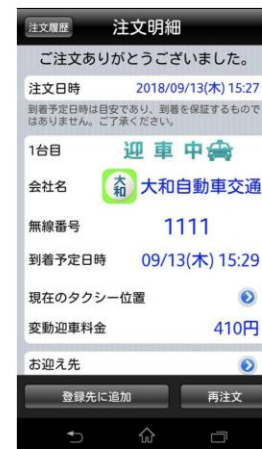 注文履歴 注文明細
ご注文ありがとうございました。
注文日時 2018/09/13(木) 15:27
到着予定日時は目安であり、到着を保証するもので
はありません。ご了承ください。
1台目 迎車中
会社名 大和 大和自動車交通
無線番号 1111
到着予定日時 09/13(木) 15:29
現在のタクシー位置
変動迎車料金 410円
お迎え先
登録先に追加 再注文